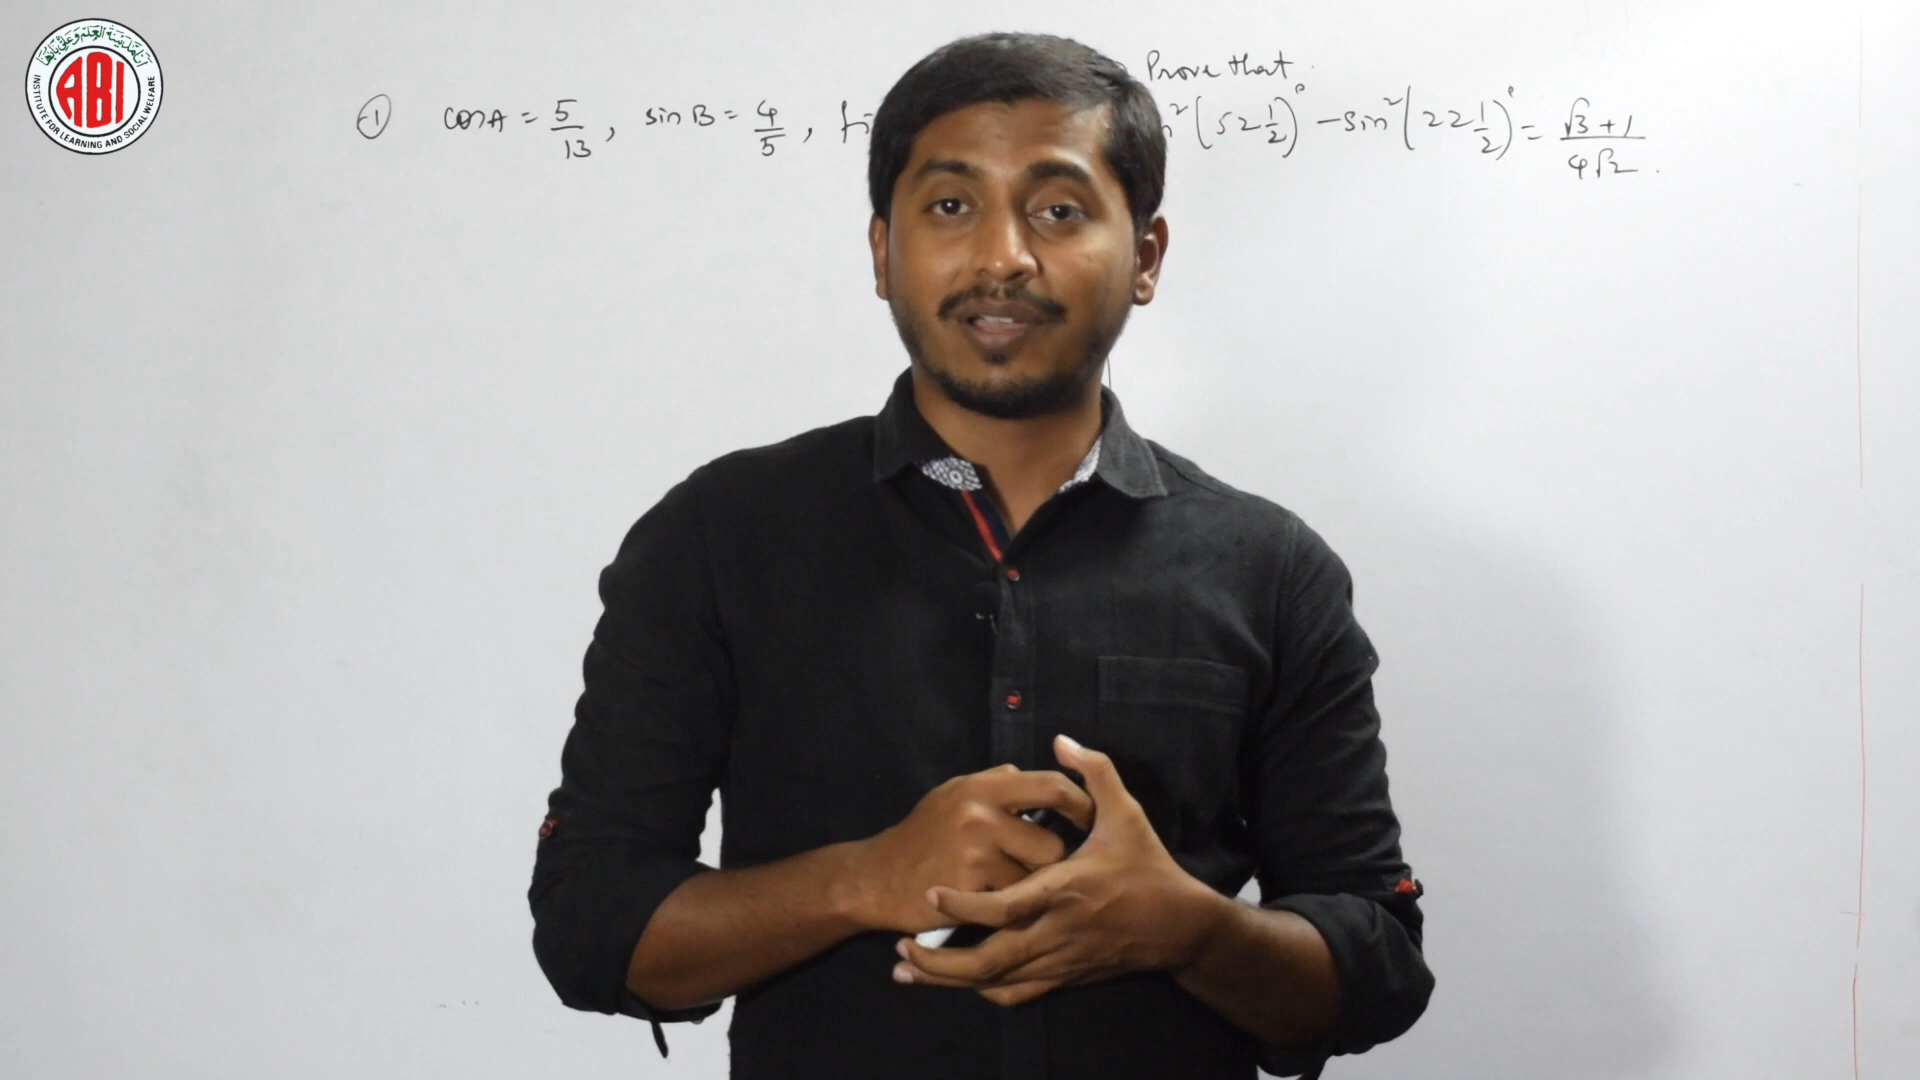 ABI
INSTITUTE FOR LEARNING AND SOCIAL WELFARE
① cos A = 5/13, sin B = 4/5,
Prove that
(52 1/2)° - sin²(22 1/2)° = √3 + 1 / 4√2.